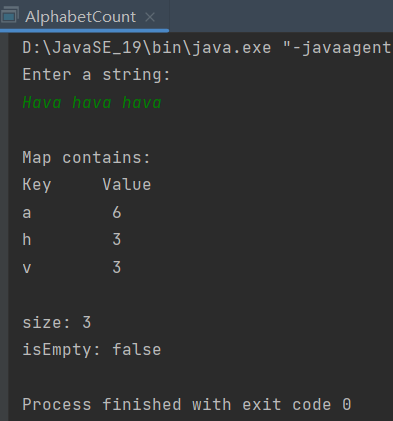 AlphabetCount ×
D:\JavaSE_19\bin\java.exe "-javaagent
Enter a string:
Hava hava hava
Map contains:
Key Value
a 6
h 3
v 3
size: 3
isEmpty: false
Process finished with exit code 0